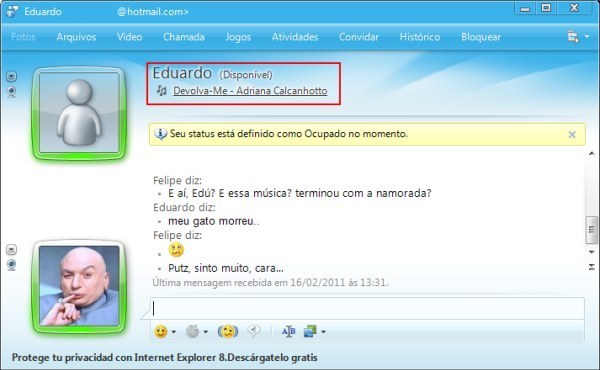 Eduardo @hotmail.com>
Fotos Arquivos Vídeo Chamada Jogos Atividades Convidar Histórico Bloquear
Eduardo (Disponível)
Devolva-Me - Adriana Calcanhotto
Seu status está definido como Ocupado no momento.
Felipe diz:
E aí, Edú? E essa música? terminou com a namorada?
Eduardo diz:
meu gato morreu..
Felipe diz:
Putz, sinto muito, cara...
Última mensagem recebida em 16/02/2011 às 13:31.
Protege tu privacidad con Internet Explorer 8.Descárgatelo gratis